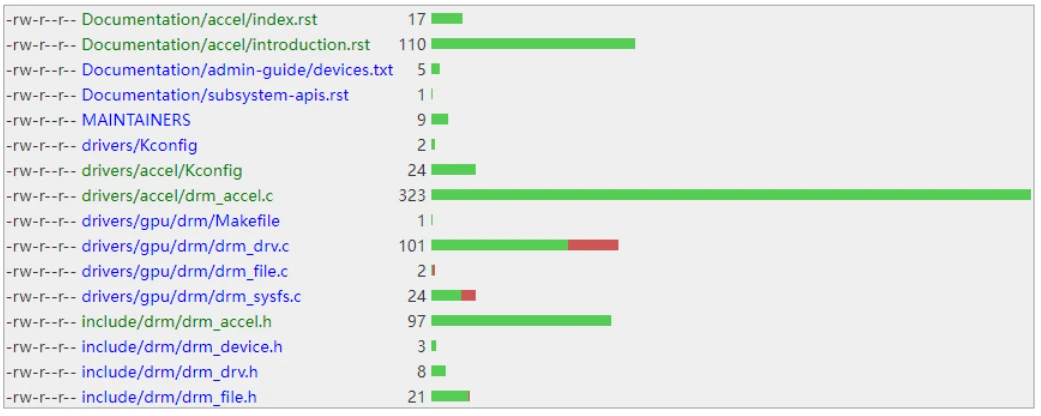 -rw-r--r-- Documentation/accel/index.rst 17
-rw-r--r-- Documentation/accel/introduction.rst 110
-rw-r--r-- Documentation/admin-guide/devices.txt 5
-rw-r--r-- Documentation/subsystem-apis.rst 1
-rw-r--r-- MAINTAINERS 9
-rw-r--r-- drivers/Kconfig 2
-rw-r--r-- drivers/accel/Kconfig 24
-rw-r--r-- drivers/accel/drm_accel.c 323
-rw-r--r-- drivers/gpu/drm/Makefile 1
-rw-r--r-- drivers/gpu/drm/drm_drv.c 101
-rw-r--r-- drivers/gpu/drm/drm_file.c 2
-rw-r--r-- drivers/gpu/drm/drm_sysfs.c 24
-rw-r--r-- include/drm/drm_accel.h 97
-rw-r--r-- include/drm/drm_device.h 3
-rw-r--r-- include/drm/drm_drv.h 8
-rw-r--r-- include/drm/drm_file.h 21